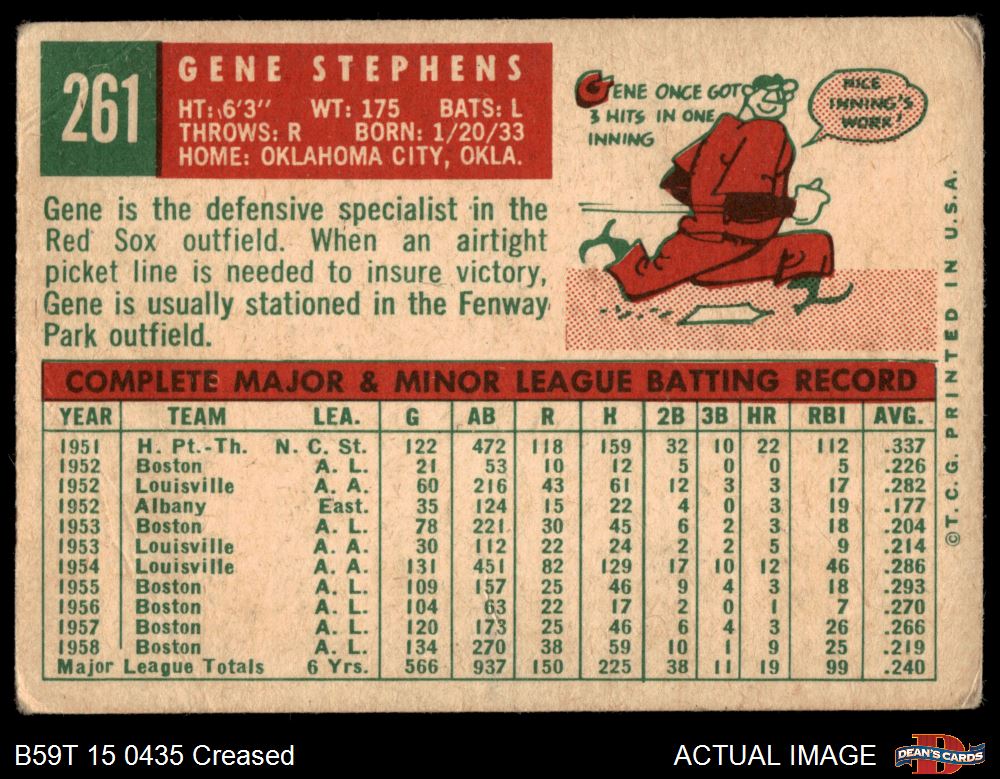 261
GENE STEPHENS
HT: 6'3" WT: 175 BATS: L
THROWS: R BORN: 1/20/33
HOME: OKLAHOMA CITY, OKLA.
Gene is the defensive specialist in the
Red Sox outfield. When an airtight
picket line is needed to insure victory,
Gene is usually stationed in the Fenway
Park outfield.
GENE ONCE GOT
3 HITS IN ONE
INNING
NICE
INNING'S
WORK!
COMPLETE MAJOR & MINOR LEAGUE BATTING RECORD
YEAR TEAM LEA. G AB R H 2B 3B HR RBI AVG.
1951 H. Pt.-Th. N. C. St. 122 472 118 159 32 10 22 112 .337
1952 Boston A. L. 21 53 10 12 5 0 0 5 .226
1952 Louisville A. A. 60 216 43 61 12 3 3 17 .282
1952 Albany East. 35 124 15 22 4 0 3 19 .177
1953 Boston A. L. 78 221 30 45 6 2 3 18 .204
1953 Louisville A. A. 30 112 22 24 2 2 5 9 .214
1954 Louisville A. A. 131 451 82 129 17 10 12 46 .286
1955 Boston A. L. 109 157 25 46 9 4 3 18 .293
1956 Boston A. L. 104 63 22 17 2 0 1 7 .270
1957 Boston A. L. 120 173 25 46 6 4 3 26 .266
1958 Boston A. L. 134 270 38 59 10 1 9 25 .219
Major League Totals 6 Yrs. 566 937 150 225 38 11 19 99 .240
©T. C. G. PRINTED IN U.S.A.
B59T 15 0435 Creased
ACTUAL IMAGE
D
DEAN'S CARDS